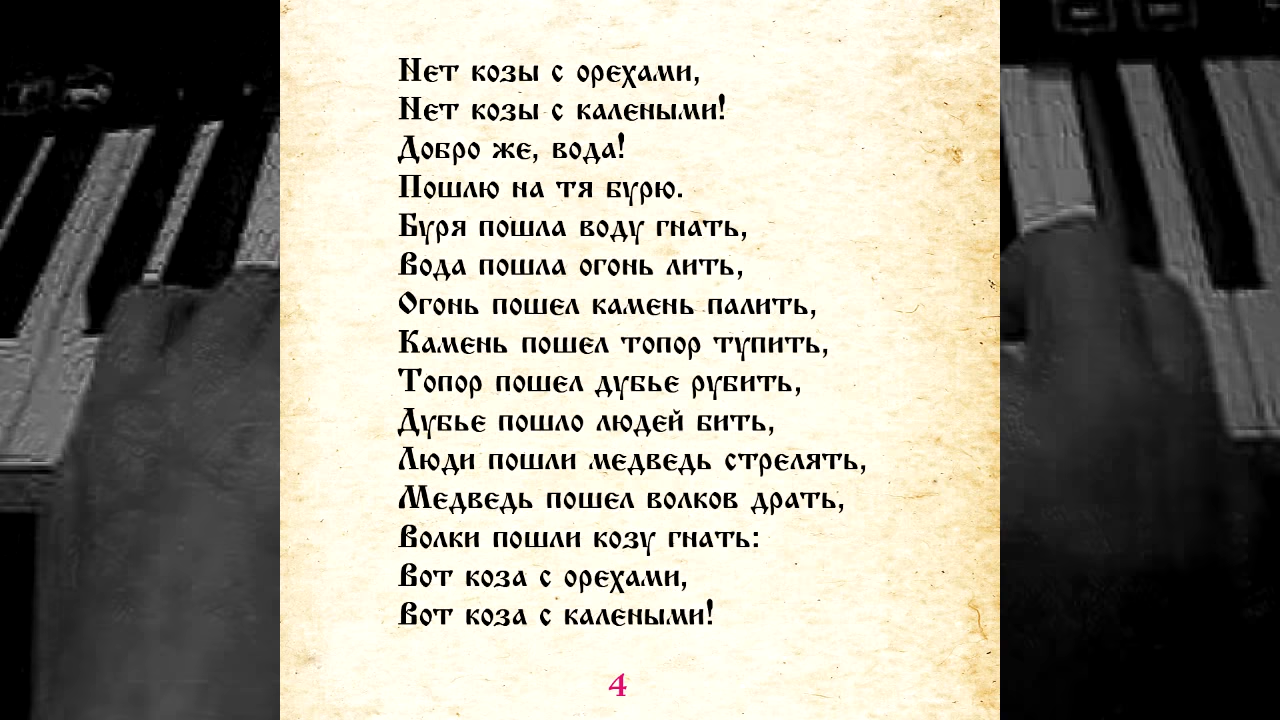 Нет козы с орехами,
Нет козы с калеными!
Добро же, вода!
Пошлю на тя бурю.
Буря пошла воду гнать,
Вода пошла огонь лить,
Огонь пошел камень палить,
Камень пошел топор тупить,
Топор пошел дубье рубить,
Дубье пошло людей бить,
Люди пошли медведь стрелять,
Медведь пошел волков драть,
Волки пошли козу гнать:
Вот коза с орехами,
Вот коза с калеными!
4